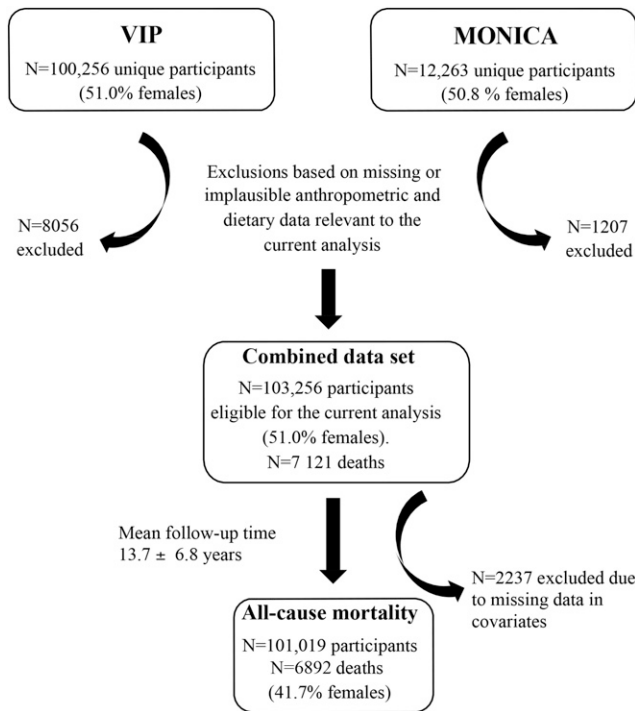 VIP
N=100,256 unique participants
(51.0% females)
MONICA
N=12,263 unique participants
(50.8 % females)
Exclusions based on missing or
implausible anthropometric and
dietary data relevant to the
current analysis
N=8056
excluded
N=1207
excluded
Combined data set
N=103,256 participants
eligible for the current analysis
(51.0% females).
N=7 121 deaths
Mean follow-up time
13.7 ± 6.8 years
N=2237 excluded due
to missing data in
covariates
All-cause mortality
N=101,019 participants
N=6892 deaths
(41.7% females)